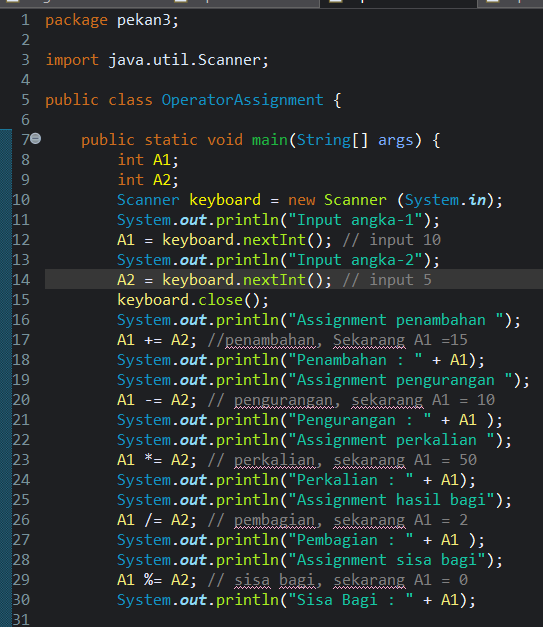 1 package pekan3;
2
3 import java.util.Scanner;
4
5 public class OperatorAssignment {
6
7 public static void main(String[] args) {
8 int A1;
9 int A2;
10 Scanner keyboard = new Scanner (System.in);
11 System.out.println("Input angka-1");
12 A1 = keyboard.nextInt(); // input 10
13 System.out.println("Input angka-2");
14 A2 = keyboard.nextInt(); // input 5
15 keyboard.close();
16 System.out.println("Assignment penambahan ");
17 A1 += A2; //penambahan, Sekarang A1 =15
18 System.out.println("Penambahan : " + A1);
19 System.out.println("Assignment pengurangan ");
20 A1 -= A2; // pengurangan, sekarang A1 = 10
21 System.out.println("Pengurangan : " + A1 );
22 System.out.println("Assignment perkalian ");
23 A1 *= A2; // perkalian, sekarang A1 = 50
24 System.out.println("Perkalian : " + A1);
25 System.out.println("Assignment hasil bagi");
26 A1 /= A2; // pembagian, sekarang A1 = 2
27 System.out.println("Pembagian : " + A1 );
28 System.out.println("Assignment sisa bagi");
29 A1 %= A2; // sisa bagi, sekarang A1 = 0
30 System.out.println("Sisa Bagi : " + A1);
31